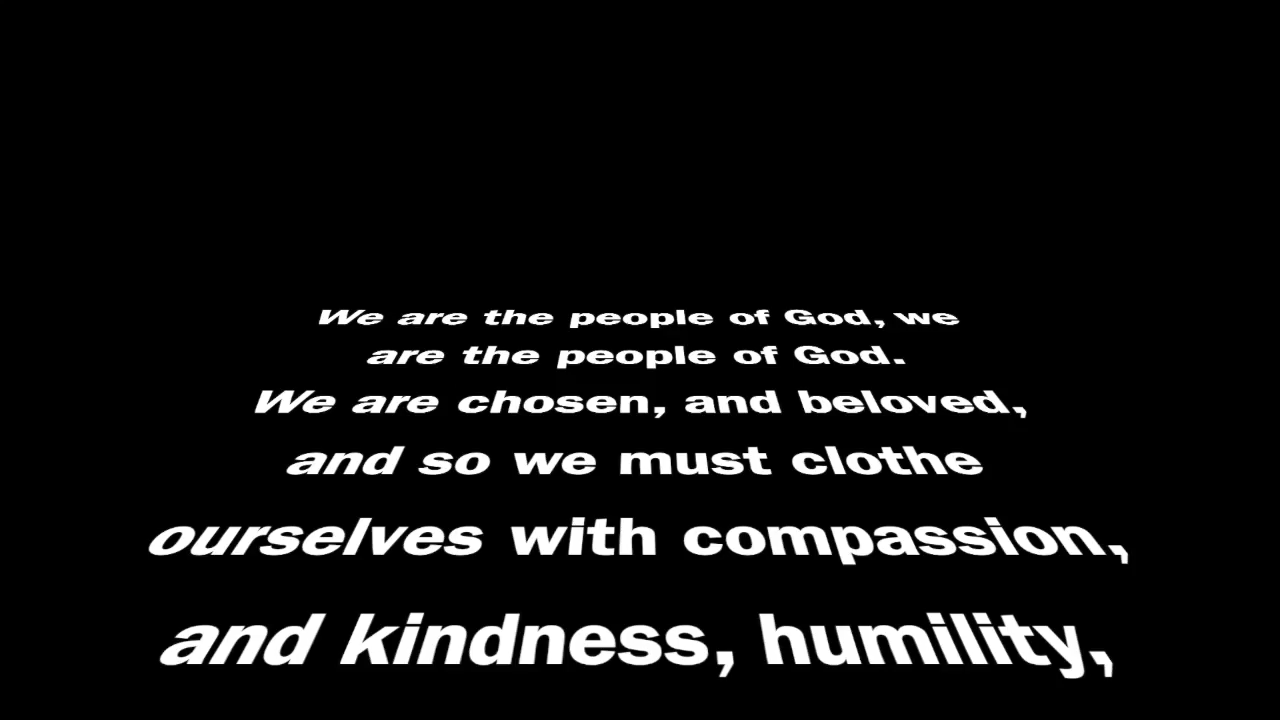 We are the people of God, we
are the people of God.
We are chosen, and beloved,
and so we must clothe
ourselves with compassion,
and kindness, humility,